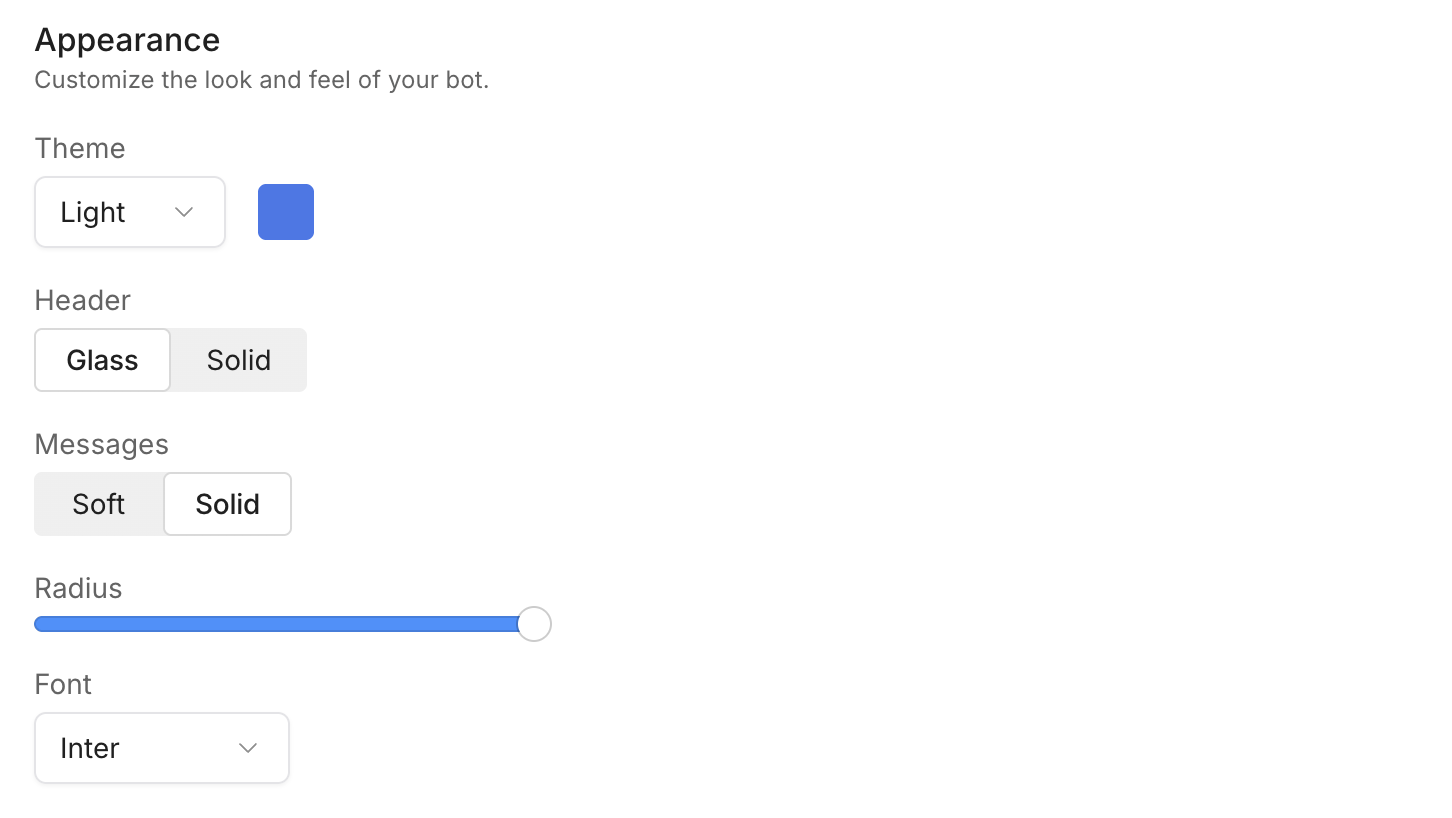 Appearance
Customize the look and feel of your bot.
Theme
Light
Header
Glass Solid
Messages
Soft Solid
Radius
Font
Inter